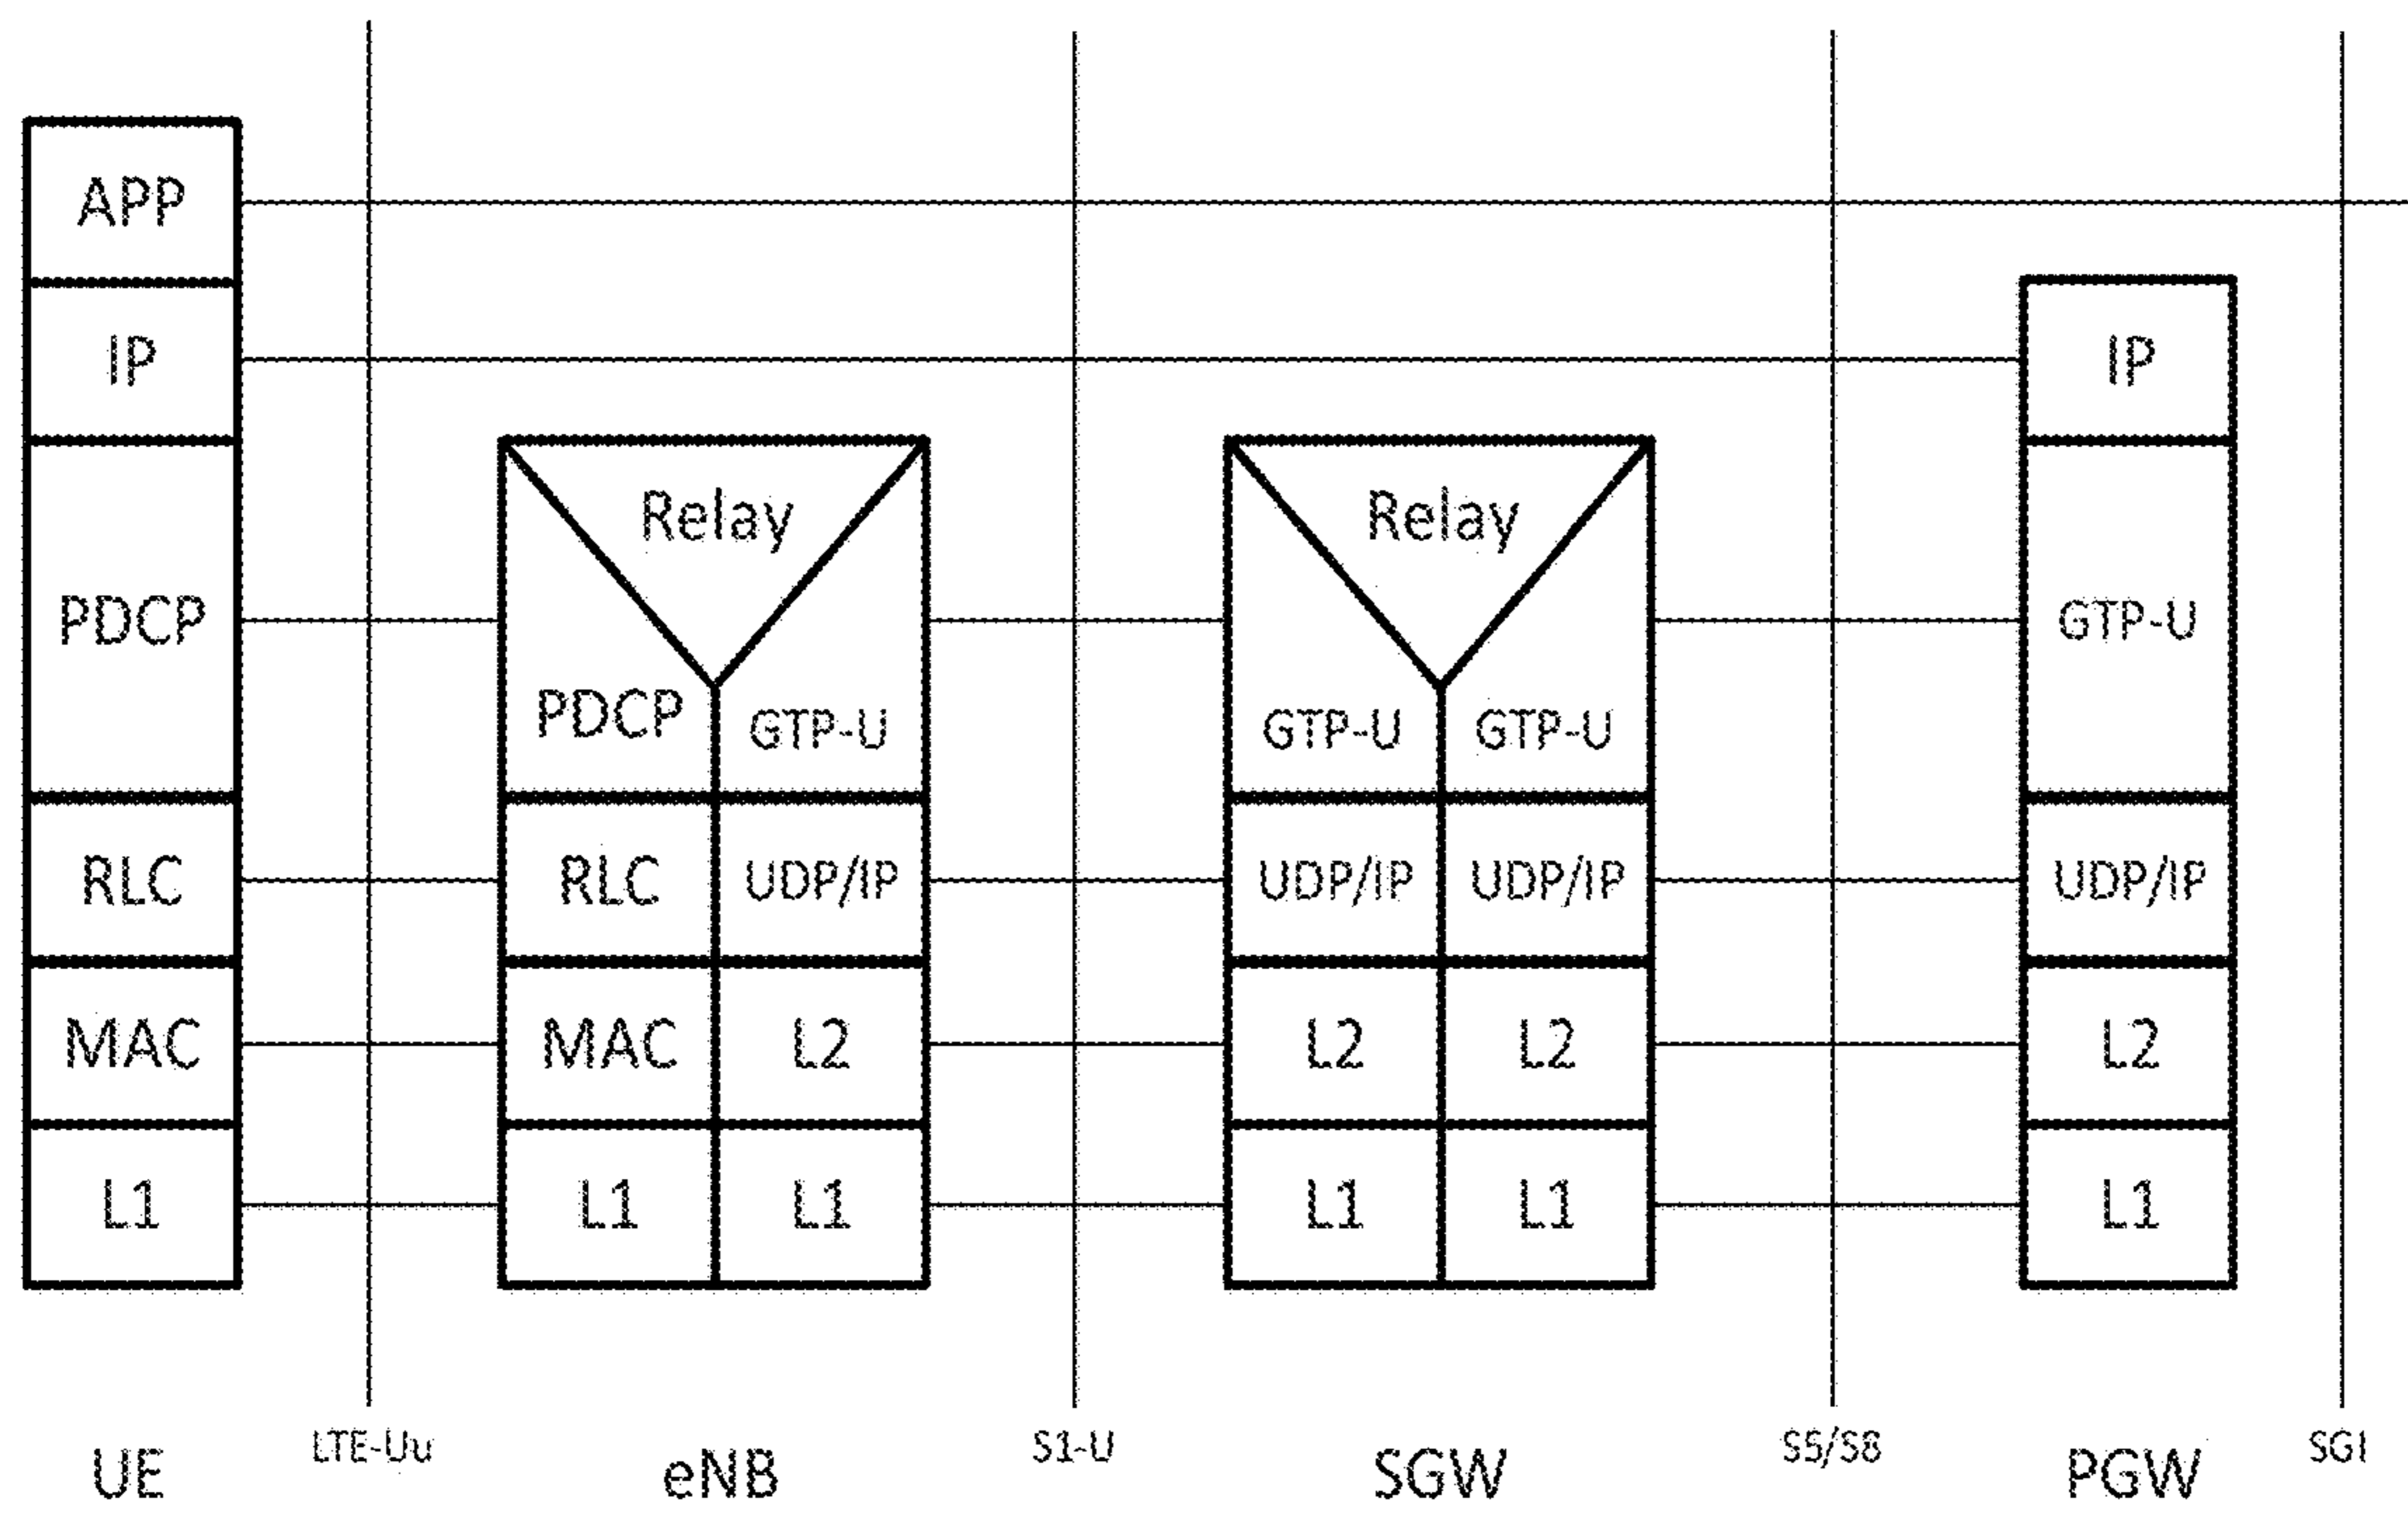 APP
IP
IP
Relay
Relay
PDCP
GTP-U
PDCP
GTP-U
GTP-U
GTP-U
RLC
RLC
UDP/IP
UDP/IP
UDP/IP
UDP/IP
MAC
MAC
L2
L2
L2
L2
L1
L1
L1
L1
L1
L1
UE
LTE-Uu
eNB
S1-U
SGW
S5/S8
PGW
SGI